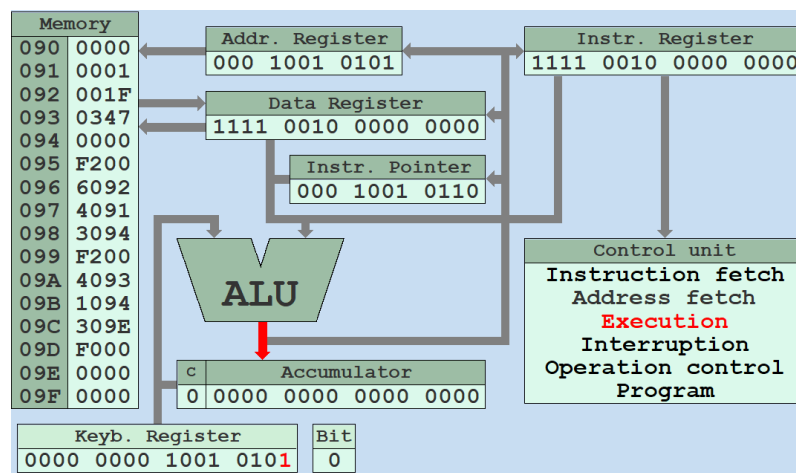 Memory
090 0000
091 0001
092 001F
093 0347
094 0000
095 F200
096 6092
097 4091
098 3094
099 F200
09A 4093
09B 1094
09C 309E
09D F000
09E 0000
09F 0000
Addr. Register
000 1001 0101
Instr. Register
1111 0010 0000 0000
Data Register
1111 0010 0000 0000
Instr. Pointer
000 1001 0110
ALU
Control unit
Instruction fetch
Address fetch
Execution
Interruption
Operation control
Program
C Accumulator
0 0000 0000 0000 0000
Keyb. Register
0000 0000 1001 0101
Bit
0